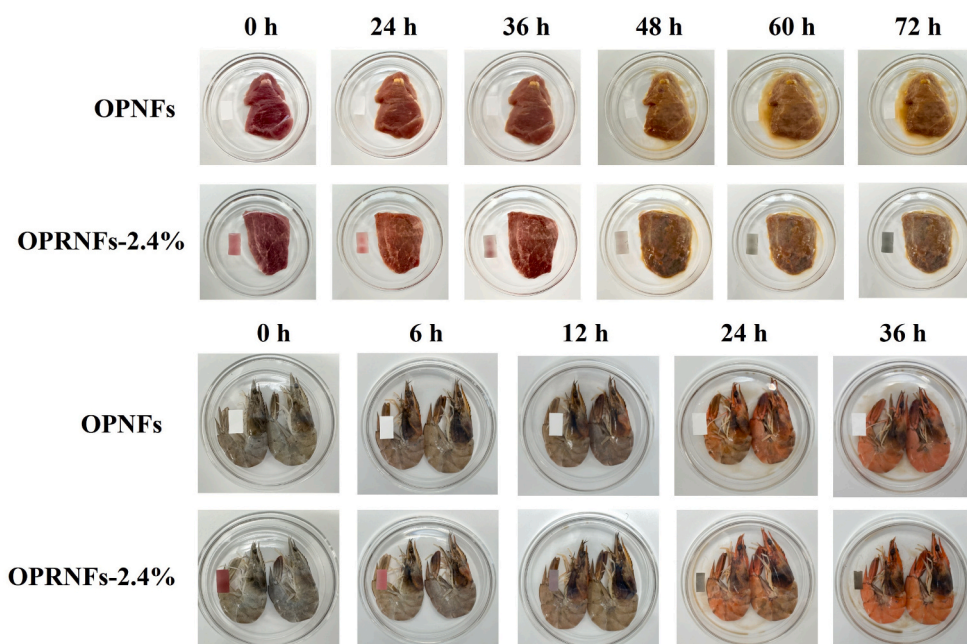 0 h 24 h 36 h 48 h 60 h 72 h
OPNFs
OPRNFs-2.4%
0 h 6 h 12 h 24 h 36 h
OPNFs
OPRNFs-2.4%